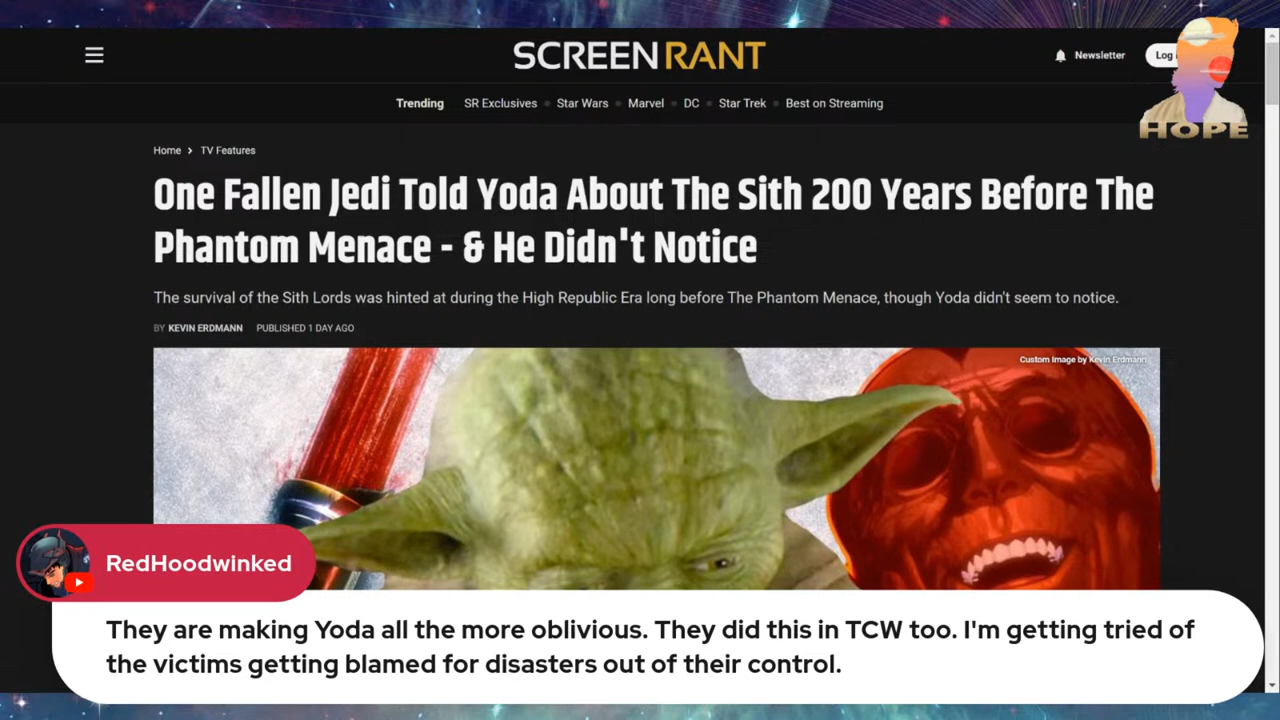 SCREENRANT
Newsletter
Log
HOPE
Trending SR Exclusives Star Wars Marvel DC Star Trek Best on Streaming
Home > TV Features
One Fallen Jedi Told Yoda About The Sith 200 Years Before The
Phantom Menace - & He Didn't Notice
The survival of the Sith Lords was hinted at during the High Republic Era long before The Phantom Menace, though Yoda didn't seem to notice.
BY KEVIN ERDMANN PUBLISHED 1 DAY AGO
Custom Image by Kevin Erdmann
RedHoodwinked
They are making Yoda all the more oblivious. They did this in TCW too. I'm getting tried of
the victims getting blamed for disasters out of their control.